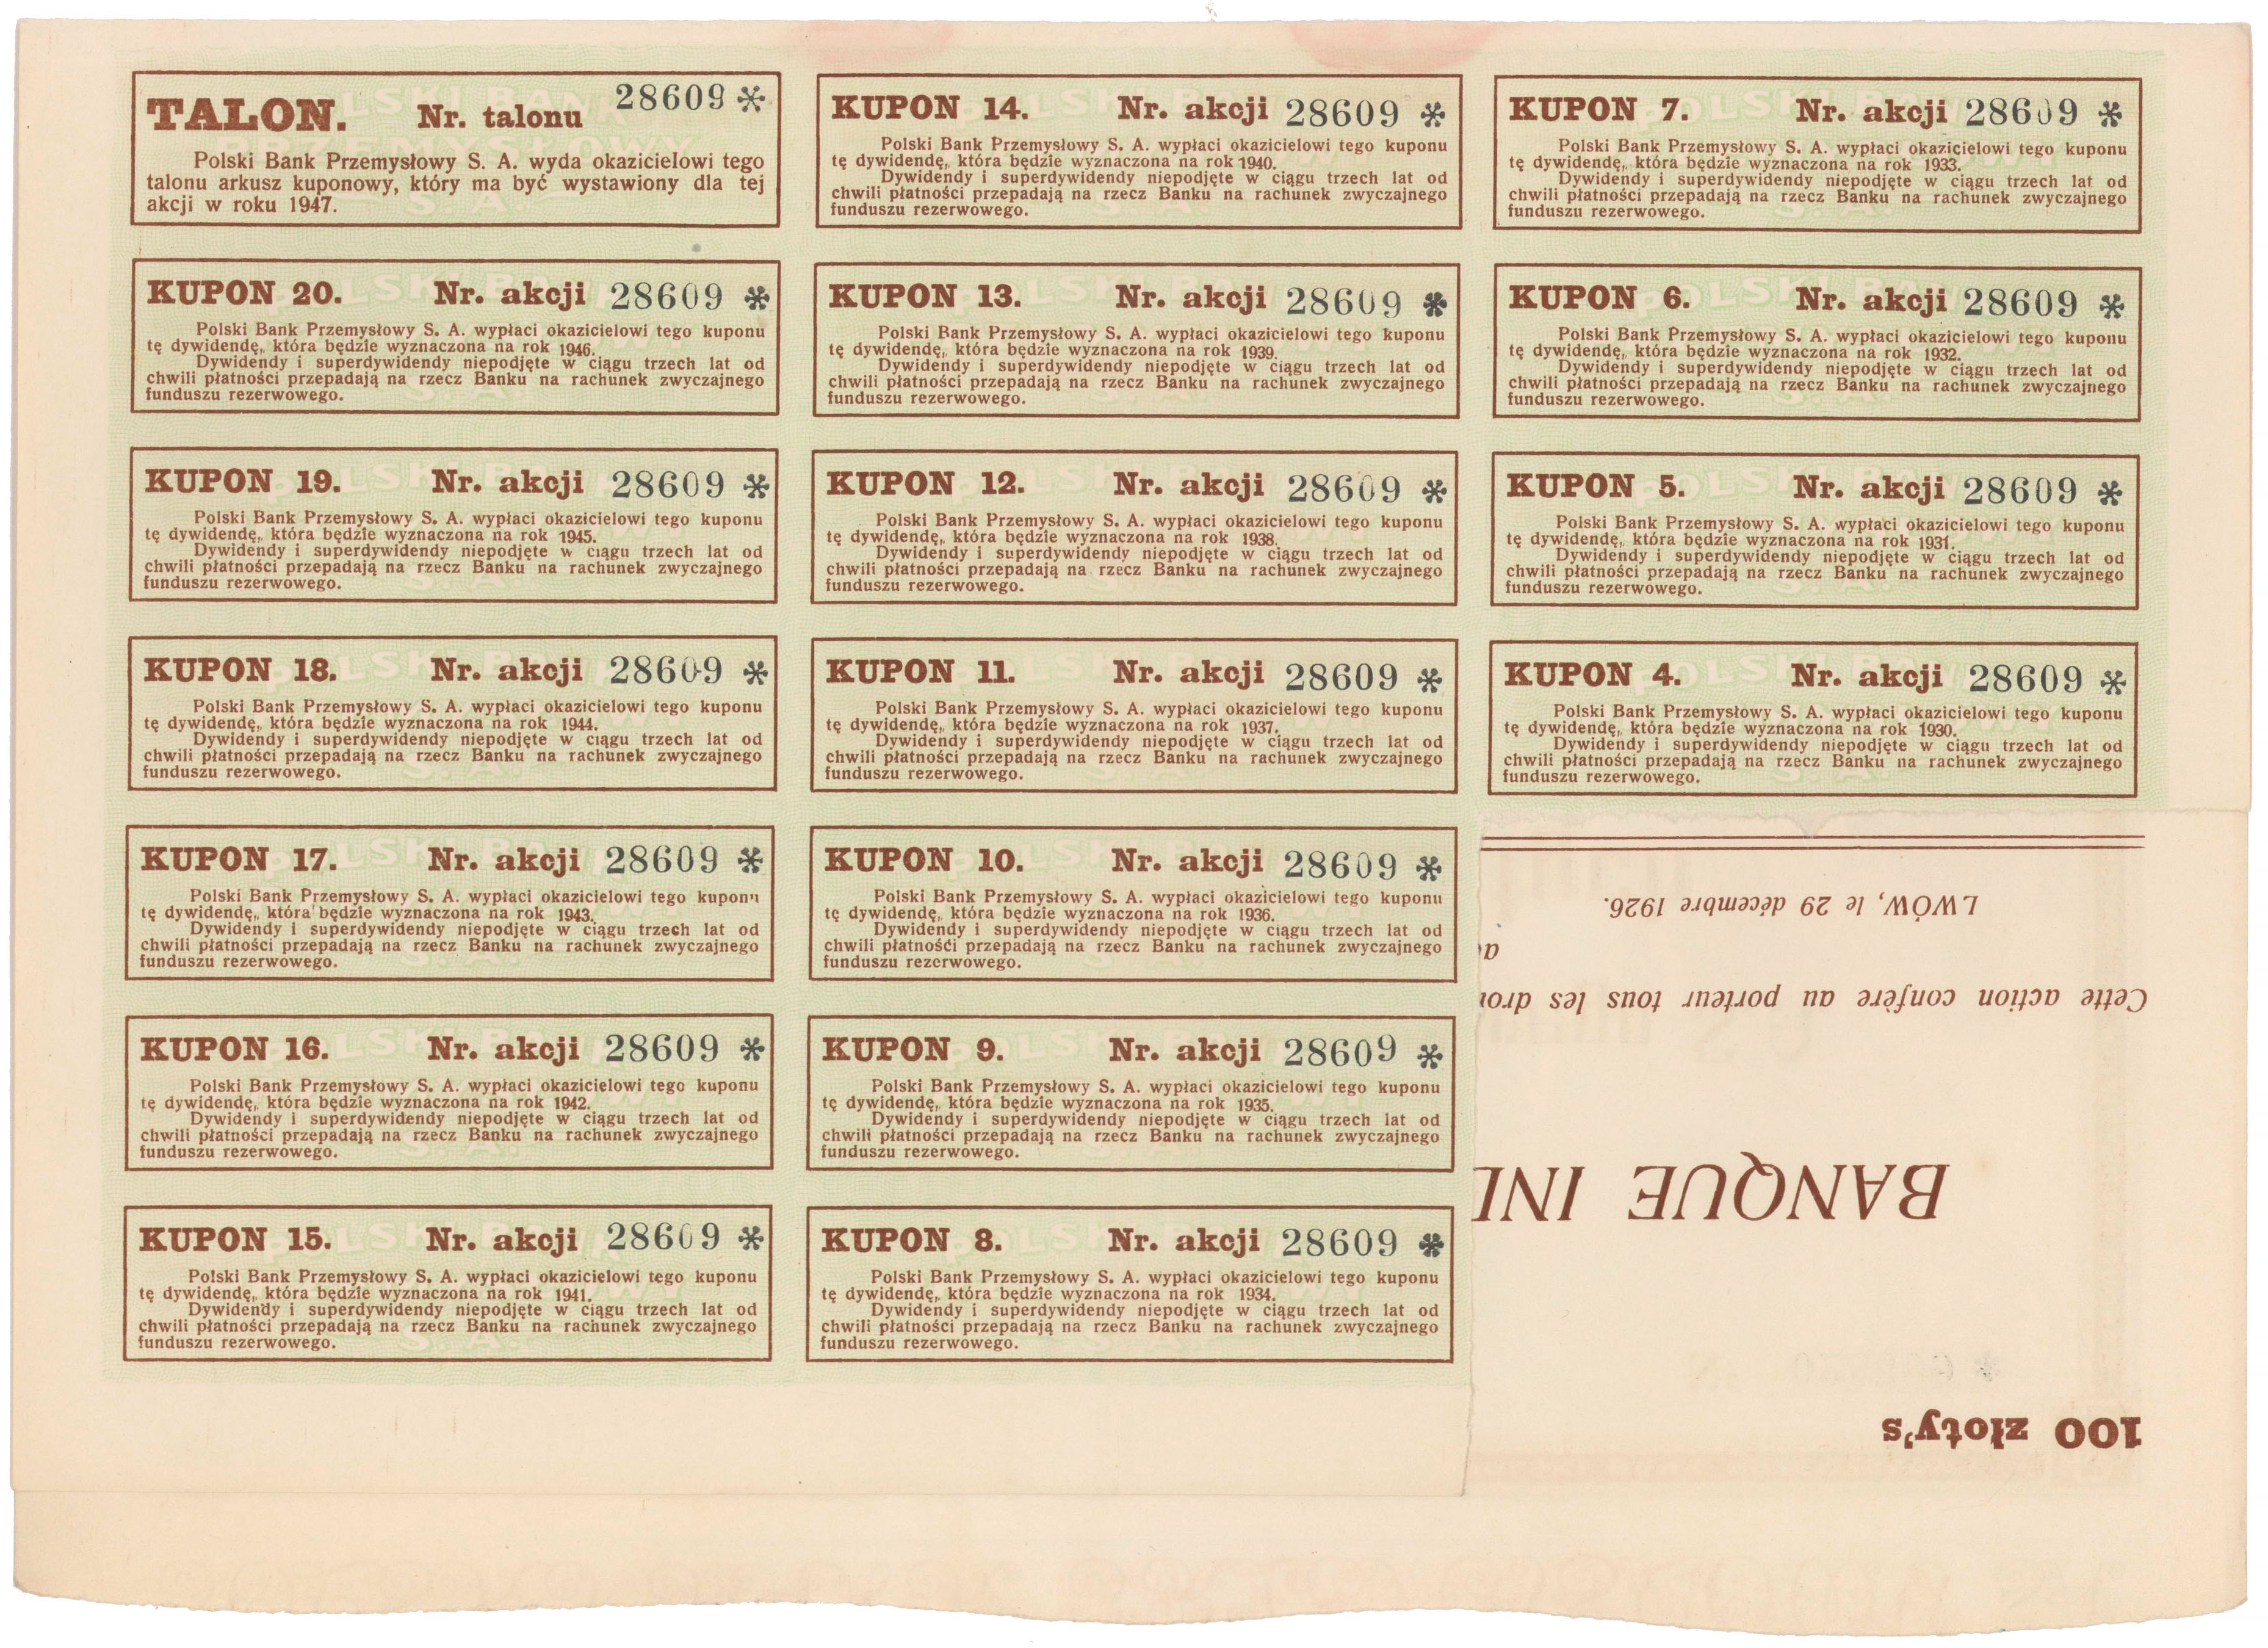 TALON. Nr. talonu 28609 *
Polski Bank Przemysłowy S. A. wyda okazicielowi tego
talonu arkusz kuponowy, który ma być wystawiony dla tej
akcji w roku 1947.
KUPON 20. Nr. akcji 28609 *
Polski Bank Przemysłowy S. A. wypłaci okazicielowi tego kuponu
tę dywidendę, która będzie wyznaczona na rok 1946.
Dywidendy i superdywidendy niepodjęte w ciągu trzech lat od
chwili płatności przepadają na rzecz Banku na rachunek zwyczajnego
funduszu rezerwowego.
KUPON 19. Nr. akcji 28609 *
Polski Bank Przemysłowy S. A. wypłaci okazicielowi tego kuponu
tę dywidendę, która będzie wyznaczona na rok 1945.
Dywidendy i superdywidendy niepodjęte w ciągu trzech lat od
chwili płatności przepadają na rzecz Banku na rachunek zwyczajnego
funduszu rezerwowego.
KUPON 18. Nr. akcji 28609 *
Polski Bank Przemysłowy S. A. wypłaci okazicielowi tego kuponu
tę dywidendę, która będzie wyznaczona na rok 1944.
Dywidendy i superdywidendy niepodjęte w ciągu trzech lat od
chwili płatności przepadają na rzecz Banku na rachunek zwyczajnego
funduszu rezerwowego.
KUPON 17. Nr. akcji 28609 *
Polski Bank Przemysłowy S. A. wypłaci okazicielowi tego kuponu
tę dywidendę, która będzie wyznaczona na rok 1943.
Dywidendy i superdywidendy niepodjęte w ciągu trzech lat od
chwili płatności przepadają na rzecz Banku na rachunek zwyczajnego
funduszu rezerwowego.
KUPON 16. Nr. akcji 28609 *
Polski Bank Przemysłowy S. A. wypłaci okazicielowi tego kuponu
tę dywidendę, która będzie wyznaczona na rok 1942.
Dywidendy i superdywidendy niepodjęte w ciągu trzech lat od
chwili płatności przepadają na rzecz Banku na rachunek zwyczajnego
funduszu rezerwowego.
KUPON 15. Nr. akcji 28609 *
Polski Bank Przemysłowy S. A. wypłaci okazicielowi tego kuponu
tę dywidendę, która będzie wyznaczona na rok 1941.
Dywidendy i superdywidendy niepodjęte w ciągu trzech lat od
chwili płatności przepadają na rzecz Banku na rachunek zwyczajnego
funduszu rezerwowego.
KUPON 14. Nr. akcji 28609 *
Polski Bank Przemysłowy S. A. wypłaci okazicielowi tego kuponu
tę dywidendę, która będzie wyznaczona na rok 1940.
Dywidendy i superdywidendy niepodjęte w ciągu trzech lat od
chwili płatności przepadają na rzecz Banku na rachunek zwyczajnego
funduszu rezerwowego.
KUPON 13. Nr. akcji 28609 *
Polski Bank Przemysłowy S. A. wypłaci okazicielowi tego kuponu
tę dywidendę, która będzie wyznaczona na rok 1939.
Dywidendy i superdywidendy niepodjęte w ciągu trzech lat od
chwili płatności przepadają na rzecz Banku na rachunek zwyczajnego
funduszu rezerwowego.
KUPON 12. Nr. akcji 28609 *
Polski Bank Przemysłowy S. A. wypłaci okazicielowi tego kuponu
tę dywidendę, która będzie wyznaczona na rok 1938.
Dywidendy i superdywidendy niepodjęte w ciągu trzech lat od
chwili płatności przepadają na rzecz Banku na rachunek zwyczajnego
funduszu rezerwowego.
KUPON 11. Nr. akcji 28609 *
Polski Bank Przemysłowy S. A. wypłaci okazicielowi tego kuponu
tę dywidendę, która będzie wyznaczona na rok 1937.
Dywidendy i superdywidendy niepodjęte w ciągu trzech lat od
chwili płatności przepadają na rzecz Banku na rachunek zwyczajnego
funduszu rezerwowego.
KUPON 10. Nr. akcji 28609 *
Polski Bank Przemysłowy S. A. wypłaci okazicielowi tego kuponu
tę dywidendę, która będzie wyznaczona na rok 1936.
Dywidendy i superdywidendy niepodjęte w ciągu trzech lat od
chwili płatności przepadają na rzecz Banku na rachunek zwyczajnego
funduszu rezerwowego.
KUPON 9. Nr. akcji 28609 *
Polski Bank Przemysłowy S. A. wypłaci okazicielowi tego kuponu
tę dywidendę, która będzie wyznaczona na rok 1935.
Dywidendy i superdywidendy niepodjęte w ciągu trzech lat od
chwili płatności przepadają na rzecz Banku na rachunek zwyczajnego
funduszu rezerwowego.
KUPON 8. Nr. akcji 28609 *
Polski Bank Przemysłowy S. A. wypłaci okazicielowi tego kuponu
tę dywidendę, która będzie wyznaczona na rok 1934.
Dywidendy i superdywidendy niepodjęte w ciągu trzech lat od
chwili płatności przepadają na rzecz Banku na rachunek zwyczajnego
funduszu rezerwowego.
KUPON 7. Nr. akcji 28609 *
Polski Bank Przemysłowy S. A. wypłaci okazicielowi tego kuponu
tę dywidendę, która będzie wyznaczona na rok 1933.
Dywidendy i superdywidendy niepodjęte w ciągu trzech lat od
chwili płatności przepadają na rzecz Banku na rachunek zwyczajnego
funduszu rezerwowego.
KUPON 6. Nr. akcji 28609 *
Polski Bank Przemysłowy S. A. wypłaci okazicielowi tego kuponu
tę dywidendę, która będzie wyznaczona na rok 1932.
Dywidendy i superdywidendy niepodjęte w ciągu trzech lat od
chwili płatności przepadają na rzecz Banku na rachunek zwyczajnego
funduszu rezerwowego.
KUPON 5. Nr. akcji 28609 *
Polski Bank Przemysłowy S. A. wypłaci okazicielowi tego kuponu
tę dywidendę, która będzie wyznaczona na rok 1931.
Dywidendy i superdywidendy niepodjęte w ciągu trzech lat od
chwili płatności przepadają na rzecz Banku na rachunek zwyczajnego
funduszu rezerwowego.
KUPON 4. Nr. akcji 28609 *
Polski Bank Przemysłowy S. A. wypłaci okazicielowi tego kuponu
tę dywidendę, która będzie wyznaczona na rok 1930.
Dywidendy i superdywidendy niepodjęte w ciągu trzech lat od
chwili płatności przepadają na rzecz Banku na rachunek zwyczajnego
funduszu rezerwowego.
100 złoty's
BANQUE IND
Cette action confère au porteur tous les droi
LWÓW, le 29 décembre 1926.